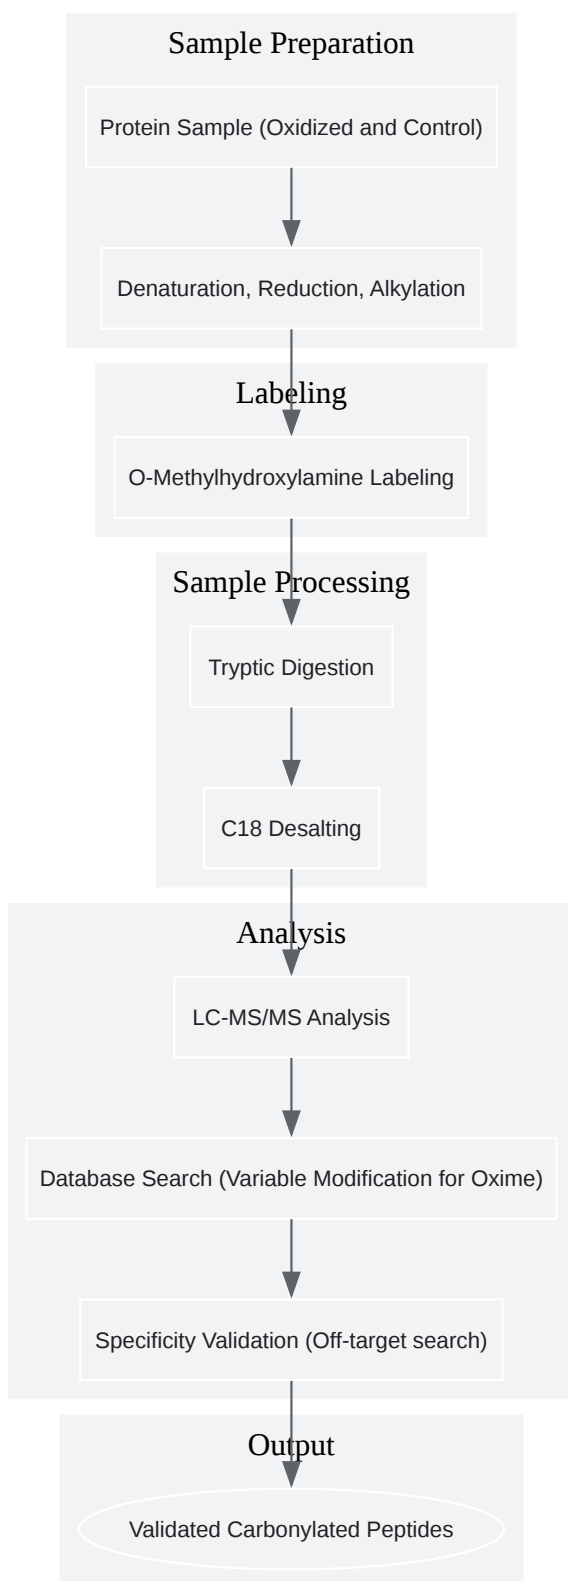 Sample Preparation
Protein Sample (Oxidized and Control)
Denaturation, Reduction, Alkylation
Labeling
O-Methylhydroxylamine Labeling
Sample Processing
Tryptic Digestion
C18 Desalting
Analysis
LC-MS/MS Analysis
Database Search (Variable Modification for Oxime)
Specificity Validation (Off-target search)
Output
Validated Carbonylated Peptides